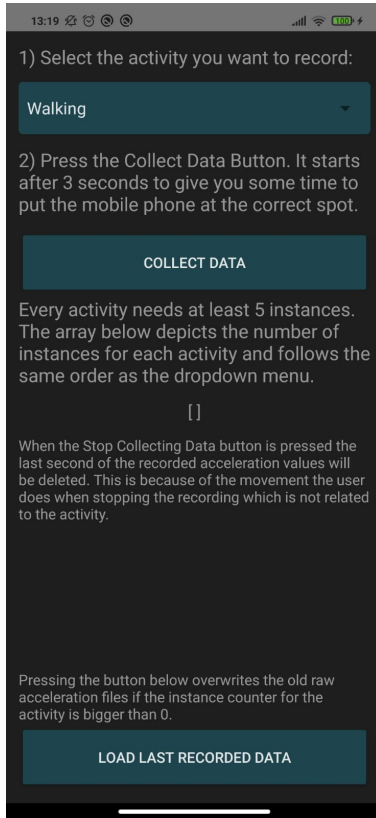 13:19
100
1) Select the activity you want to record:
Walking
2) Press the Collect Data Button. It starts
after 3 seconds to give you some time to
put the mobile phone at the correct spot.
COLLECT DATA
Every activity needs at least 5 instances.
The array below depicts the number of
instances for each activity and follows the
same order as the dropdown menu.
[ ]
When the Stop Collecting Data button is pressed the
last second of the recorded acceleration values will
be deleted. This is because of the movement the user
does when stopping the recording which is not related
to the activity.
Pressing the button below overwrites the old raw
acceleration files if the instance counter for the
activity is bigger than 0.
LOAD LAST RECORDED DATA